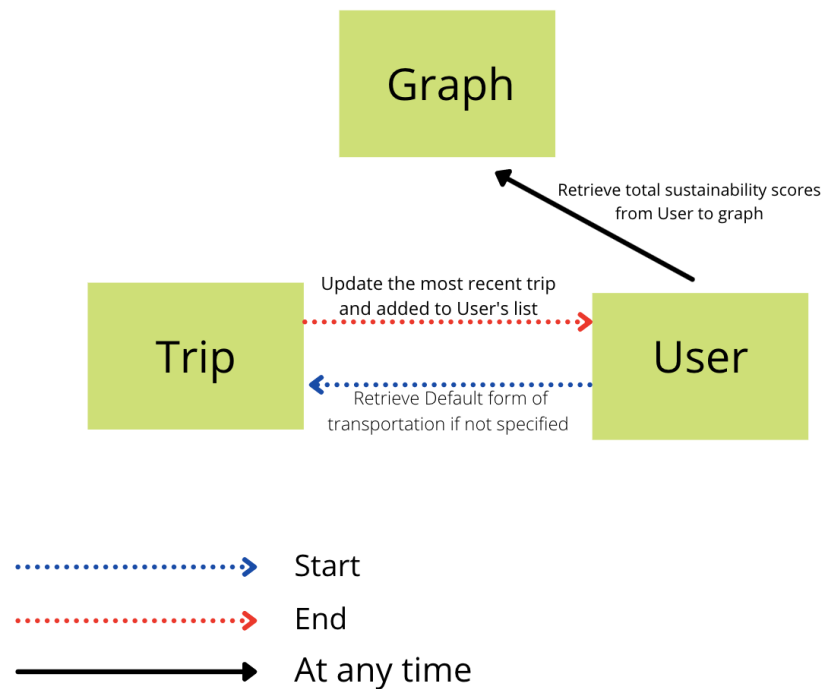 Graph
Retrieve total sustainability scores
from User to graph
Update the most recent trip
and added to User's list
Trip
User
Retrieve Default form of
transportation if not specified
Start
End
At any time